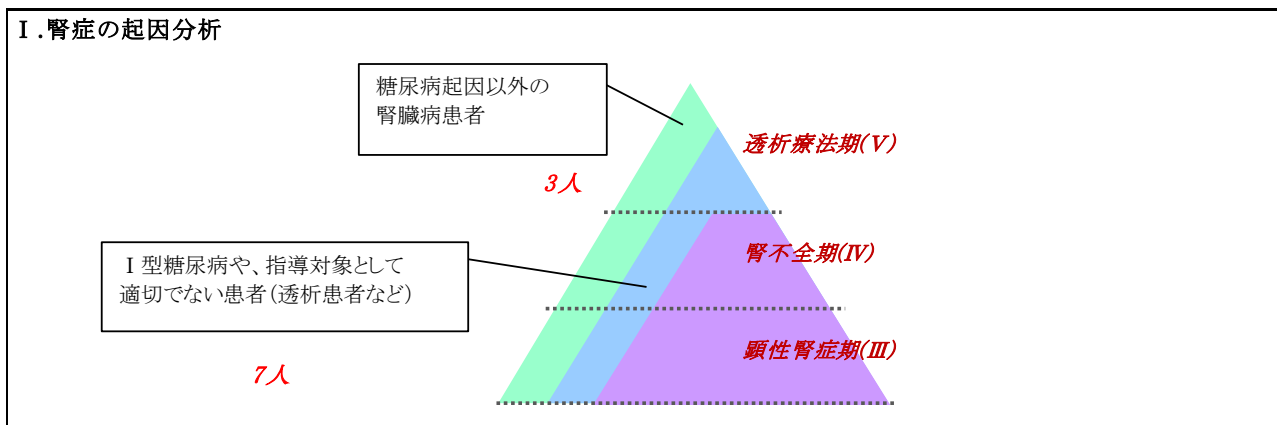 Ⅰ.腎症の起因分析
糖尿病起因以外の
腎臓病患者
透析療法期(Ⅴ)
3人
Ⅰ型糖尿病や、指導対象として
適切でない患者(透析患者など)
腎不全期(Ⅳ)
顕性腎症期(Ⅲ)
7人